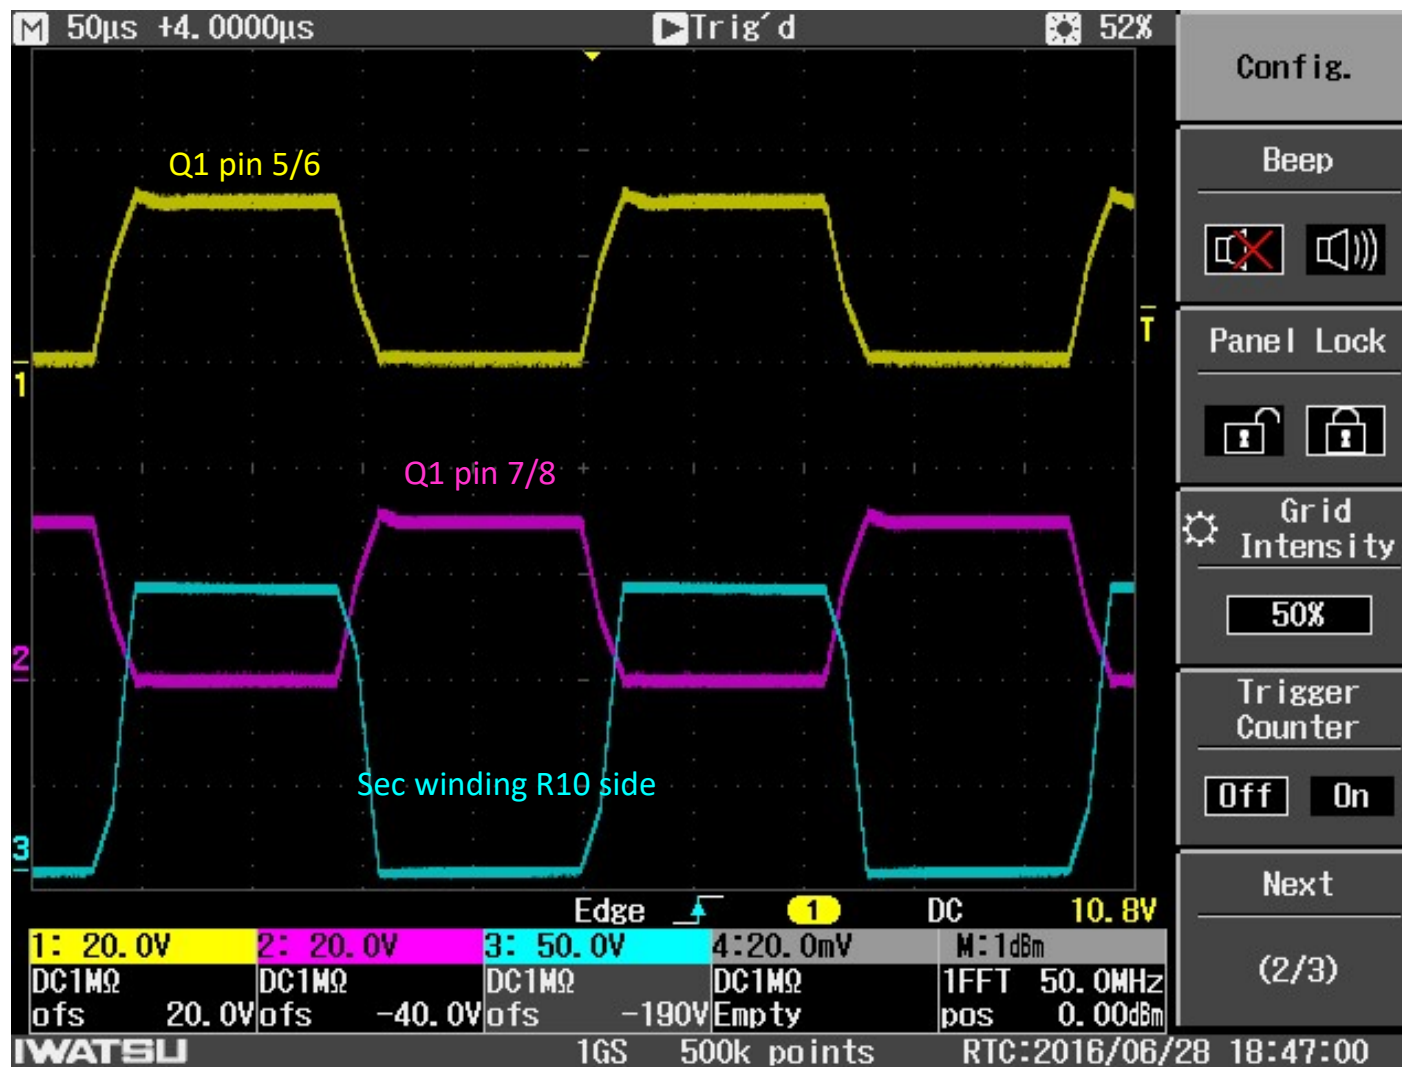 M 50µs +4.0000µs Trig´d 52%
Config.
Q1 pin 5/6
Beep
T
Panel Lock
1
Q1 pin 7/8
Grid
Intensity
50%
2
Trigger
Counter
Sec winding R10 side
Off On
3
Next
Edge 1 DC 10.8V
1: 20.0V 2: 20.0V 3: 50.0V 4:20.0mV M:1dBm
DC1MΩ DC1MΩ DC1MΩ DC1MΩ 1FFT 50.0MHz
(2/3)
ofs 20.0V ofs -40.0V ofs -190V Empty pos 0.00dBm
IWATSU 1GS 500k points RTC:2016/06/28 18:47:00